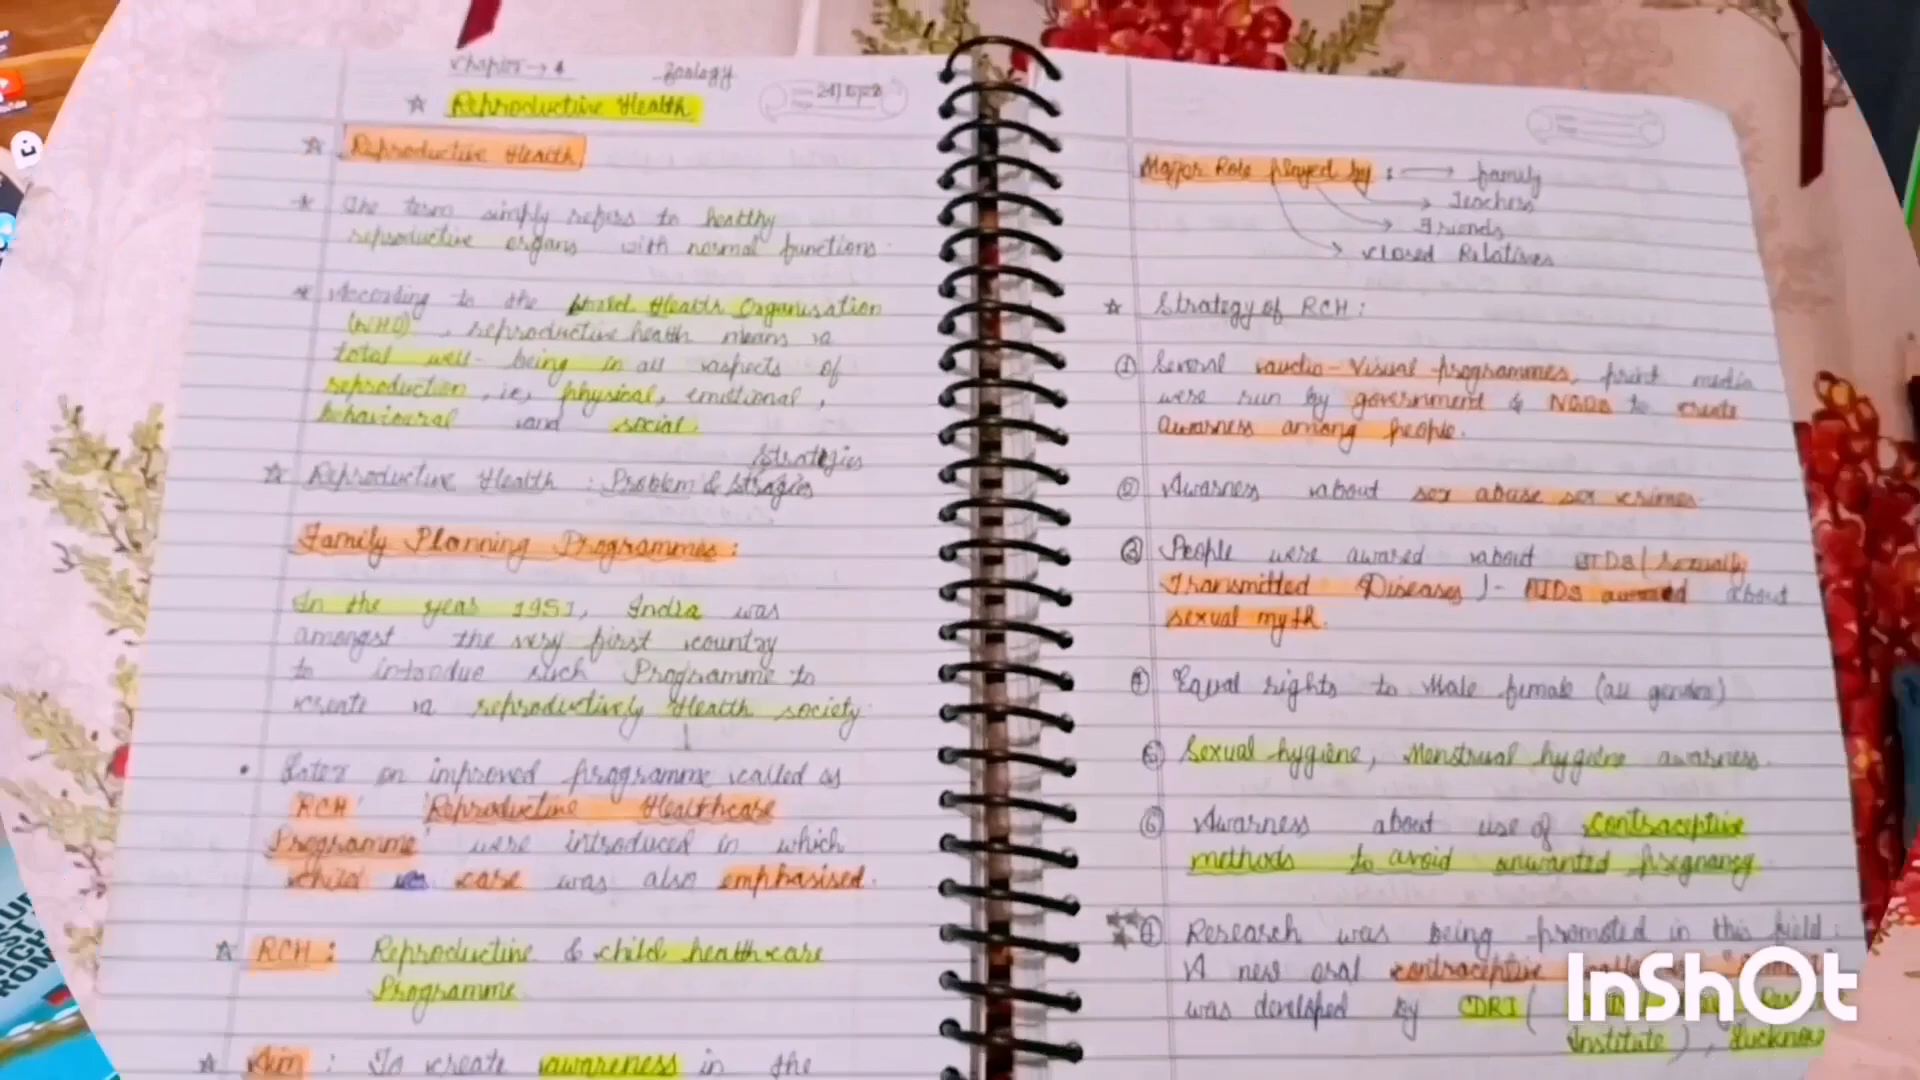 Chapter → 4 Zoology
☆ Reproductive Health
☆ Reproductive Health
* The term simply refers to healthy
reproductive organs with normal functions.
* According to the World Health Organisation
(WHO), reproductive health means a
total well-being in all aspects of
reproduction, i.e, physical, emotional,
behavioural and social.
Strategies
☆ Reproductive Health : Problem &
Family Planning Programmes :
In the year 1951, India was
amongst the very first country
to introdue such Programme to
create a reproductively Health society.
↓
• Later on improved programme called as
'RCH' 'Reproductive Healthcare
Programme' were introduced in which
child care was also emphasised.
☆ RCH : Reproductive & child healthcare
Programme.
☆ Aim : To create awareness in the
Major Role played by : → family
→ Teachers
→ Friends
→ closed Relatives
☆ Strategy of RCH :
① Several audio-visual programmes, print media
were run by government & NGOs to create
awarness among people.
② Awarness about sex abuse sex crimes.
③ People were awared about STDs (sexually
Transmitted Diseases) - AIDS about
sexual myth.
④ Equal rights to Male female (all gender)
⑤ Sexual hygiene, Menstrual hygiene awarness.
⑥ Awarness about use of contraceptive
methods to avoid unwanted pregnancy
Research was being promoted in this field.
A new oral contraceptive
was developed by CDRI (
Institute), Lucknow
InShOt